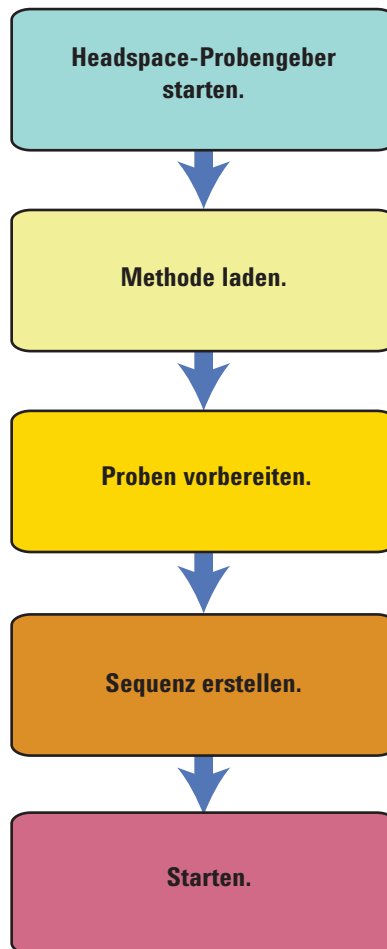 Headspace-Probengeber
starten.
Methode laden.
Proben vorbereiten.
Sequenz erstellen.
Starten.